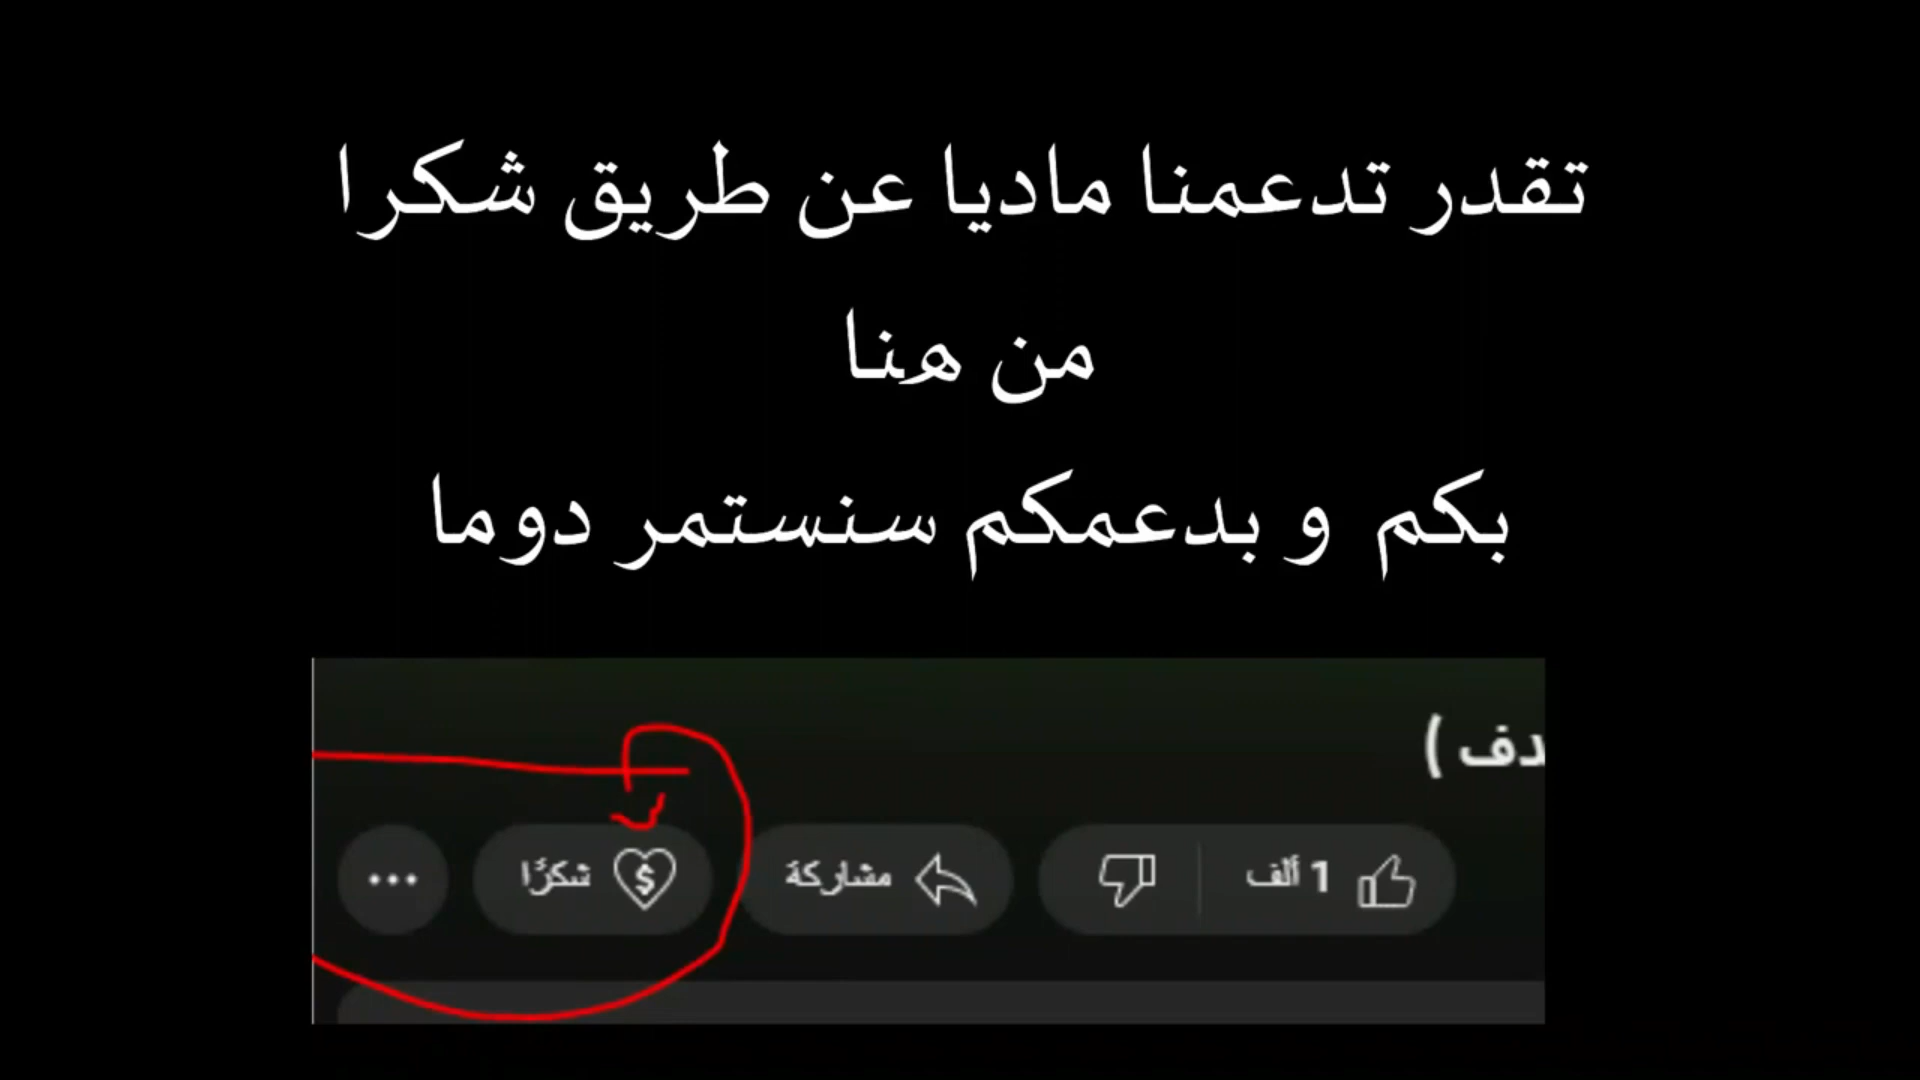 تقدر تدعمنا ماديا عن طريق شكرا
من هنا
بكم و بدعمكم سنستمر دوما
دف )
1 ألف
مشاركة
شكرًا